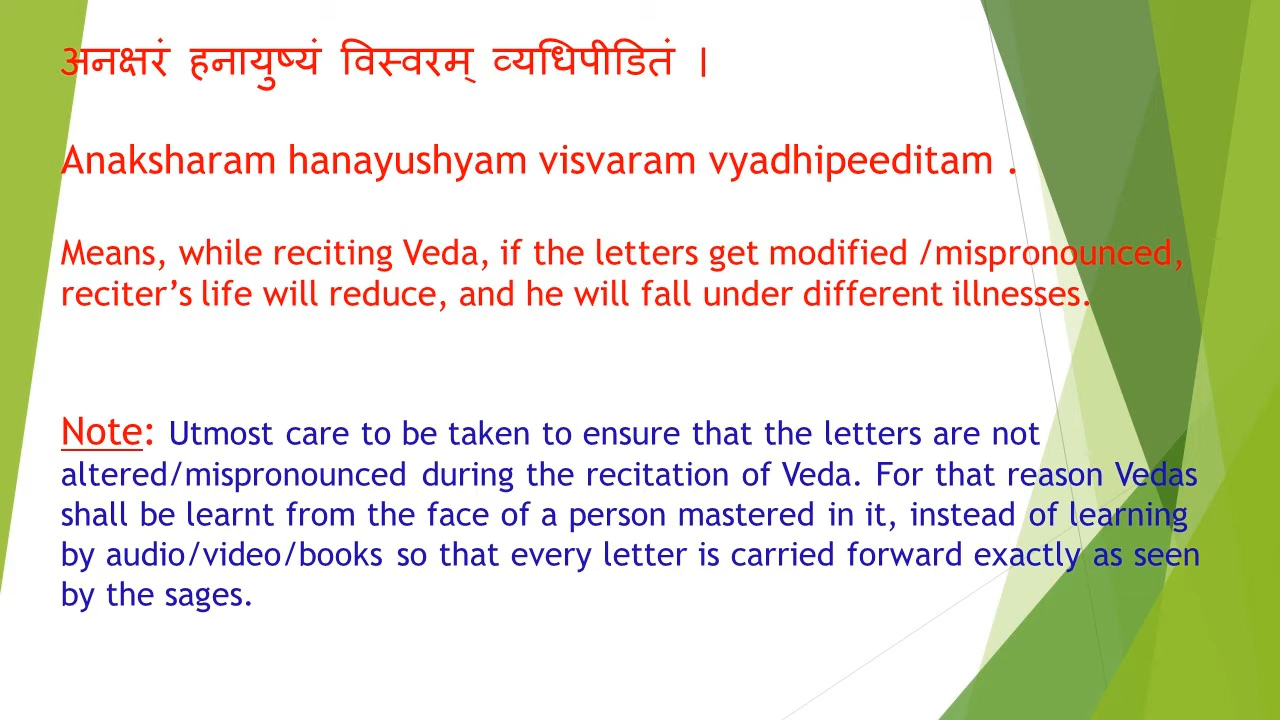 अनक्षरं हनायुष्यं विस्वरम् व्यधिपीडितं ।
Anaksharam hanayushyam visvaram vyadhipeeditam .
Means, while reciting Veda, if the letters get modified /mispronounced,
reciter’s life will reduce, and he will fall under different illnesses.
Note: Utmost care to be taken to ensure that the letters are not
altered/mispronounced during the recitation of Veda. For that reason Vedas
shall be learnt from the face of a person mastered in it, instead of learning
by audio/video/books so that every letter is carried forward exactly as seen
by the sages.